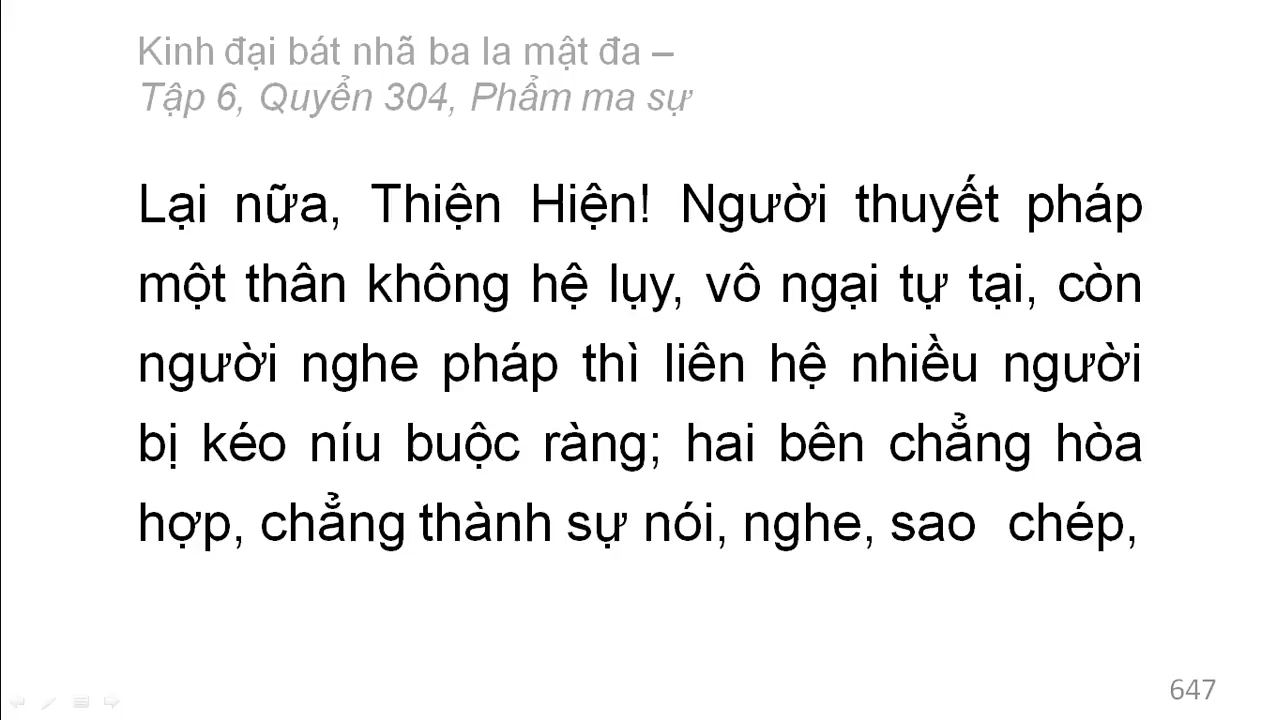 Kinh đại bát nhã ba la mật đa –
Tập 6, Quyển 304, Phẩm ma sự
Lại nữa, Thiện Hiện! Người thuyết pháp
một thân không hệ lụy, vô ngại tự tại, còn
người nghe pháp thì liên hệ nhiều người
bị kéo níu buộc ràng; hai bên chẳng hòa
hợp, chẳng thành sự nói, nghe, sao chép,
647